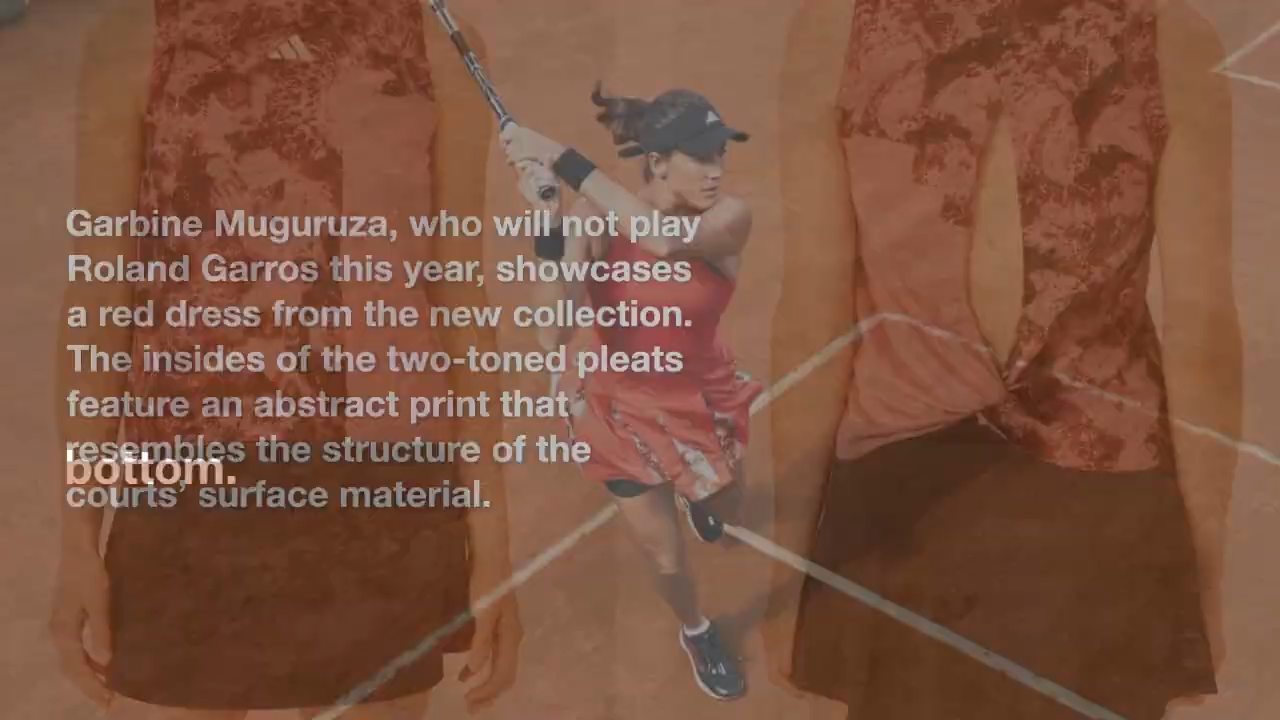 Garbine Muguruza, who will not play
Roland Garros this year, showcases
a red dress from the new collection.
The insides of the two-toned pleats
feature an abstract print that
resembles the structure of the
bottom.
courts' surface material.